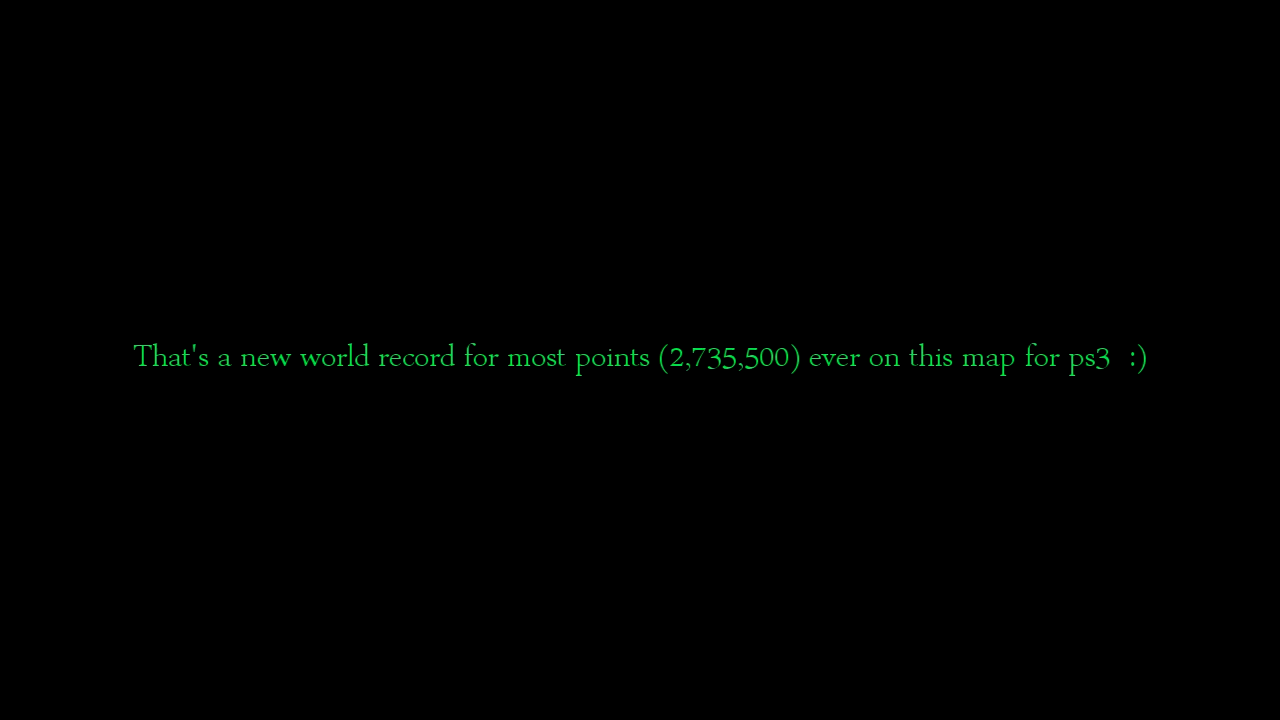 That's a new world record for most points (2,735,500) ever on this map for ps3  :)